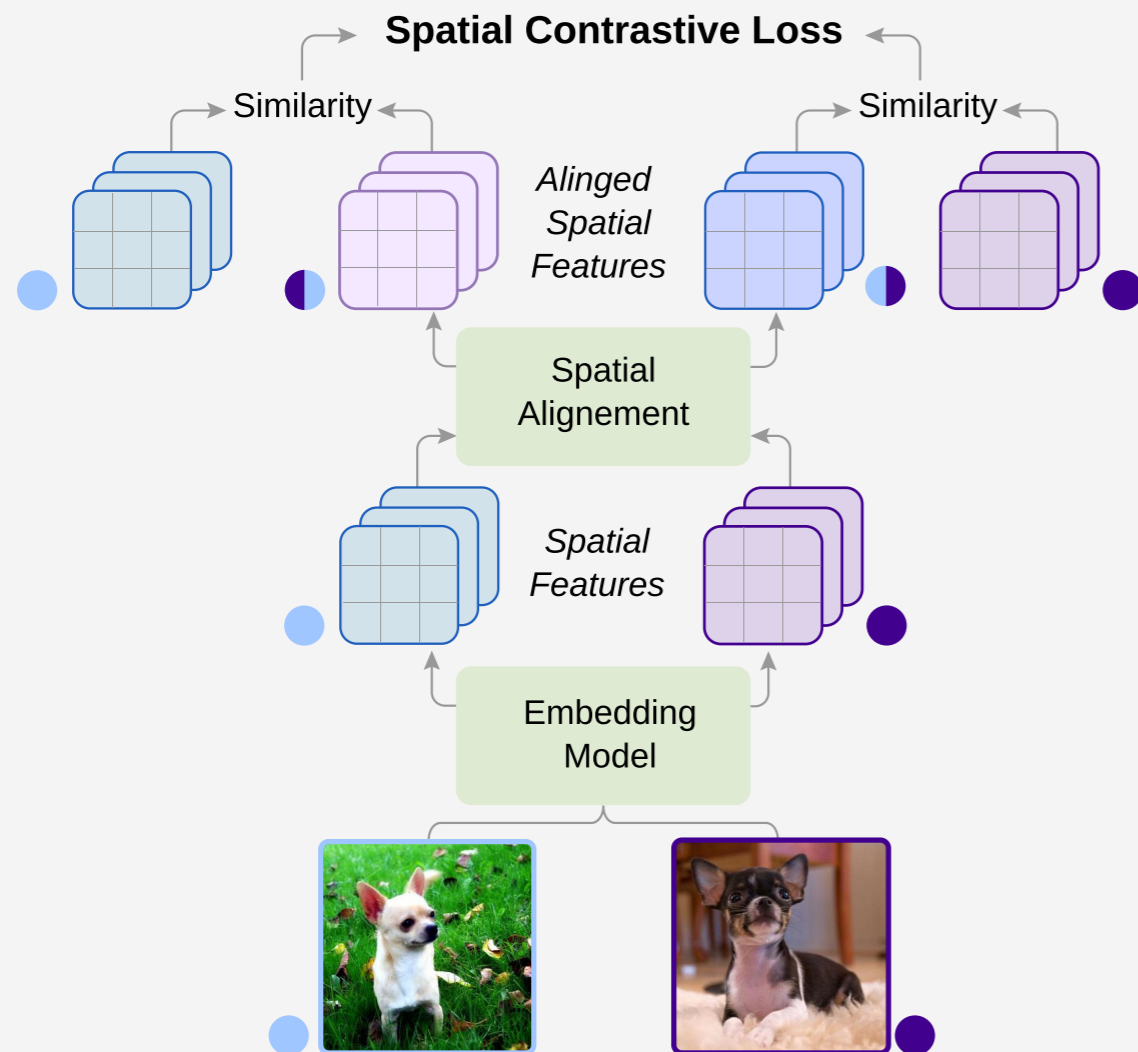 Spatial Contrastive Loss
Similarity
Similarity
Alinged
Spatial
Features
Spatial
Alignement
Spatial
Features
Embedding
Model